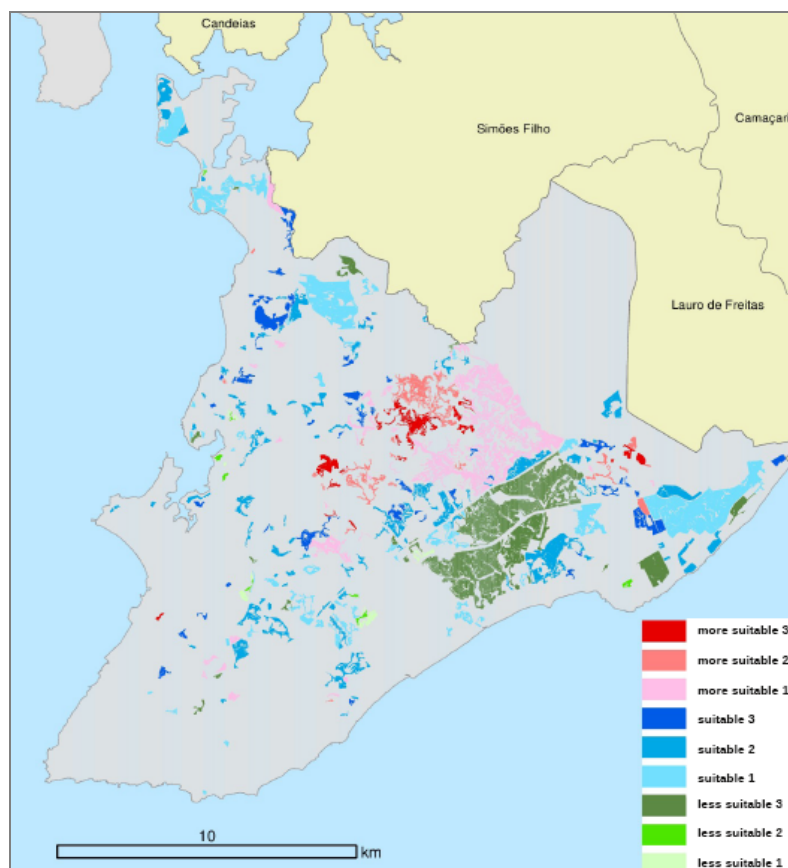 Candeias
Simões Filho
Camaçari
Lauro de Freitas
more suitable 3
more suitable 2
more suitable 1
suitable 3
suitable 2
suitable 1
less suitable 3
less suitable 2
less suitable 1
10
km